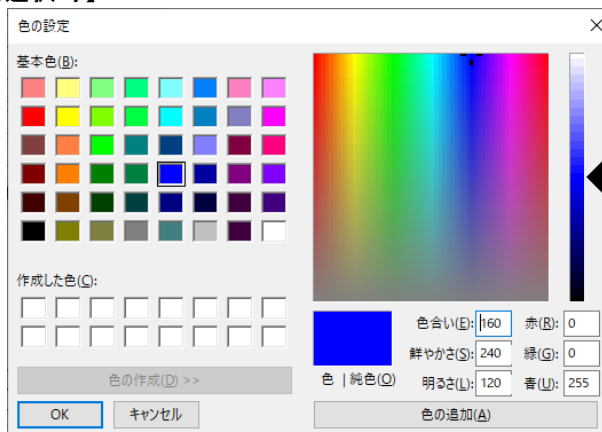 色の設定
基本色(B):
作成した色(C):
色の作成(D) >>
OK
キャンセル
色 | 純色(O)
色合い(E): 160
鮮やかさ(S): 240
明るさ(L): 120
赤(R): 0
緑(G): 0
青(U): 255
色の追加(A)